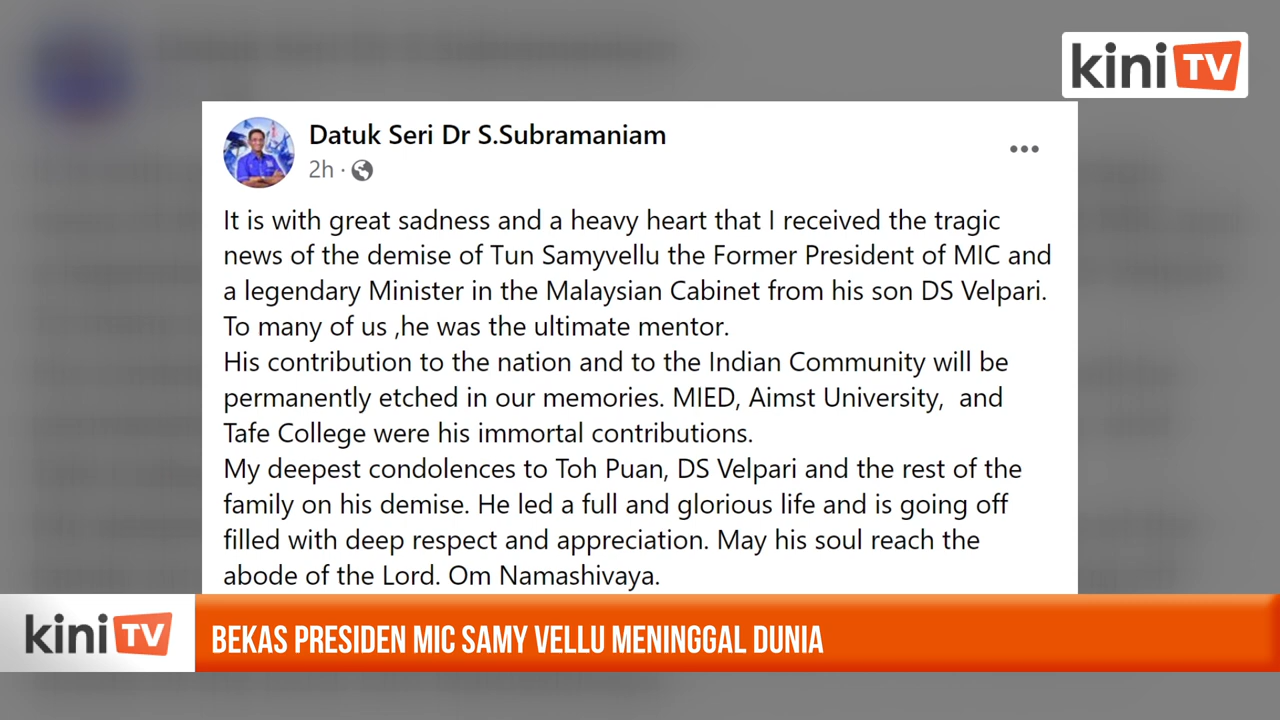 kini TV
Datuk Seri Dr S.Subramaniam
2h ·
It is with great sadness and a heavy heart that I received the tragic
news of the demise of Tun Samyvellu the Former President of MIC and
a legendary Minister in the Malaysian Cabinet from his son DS Velpari.
To many of us ,he was the ultimate mentor.
His contribution to the nation and to the Indian Community will be
permanently etched in our memories. MIED, Aimst University,  and
Tafe College were his immortal contributions.
My deepest condolences to Toh Puan, DS Velpari and the rest of the
family on his demise. He led a full and glorious life and is going off
filled with deep respect and appreciation. May his soul reach the
abode of the Lord. Om Namashivaya.
kini TV
BEKAS PRESIDEN MIC SAMY VELLU MENINGGAL DUNIA